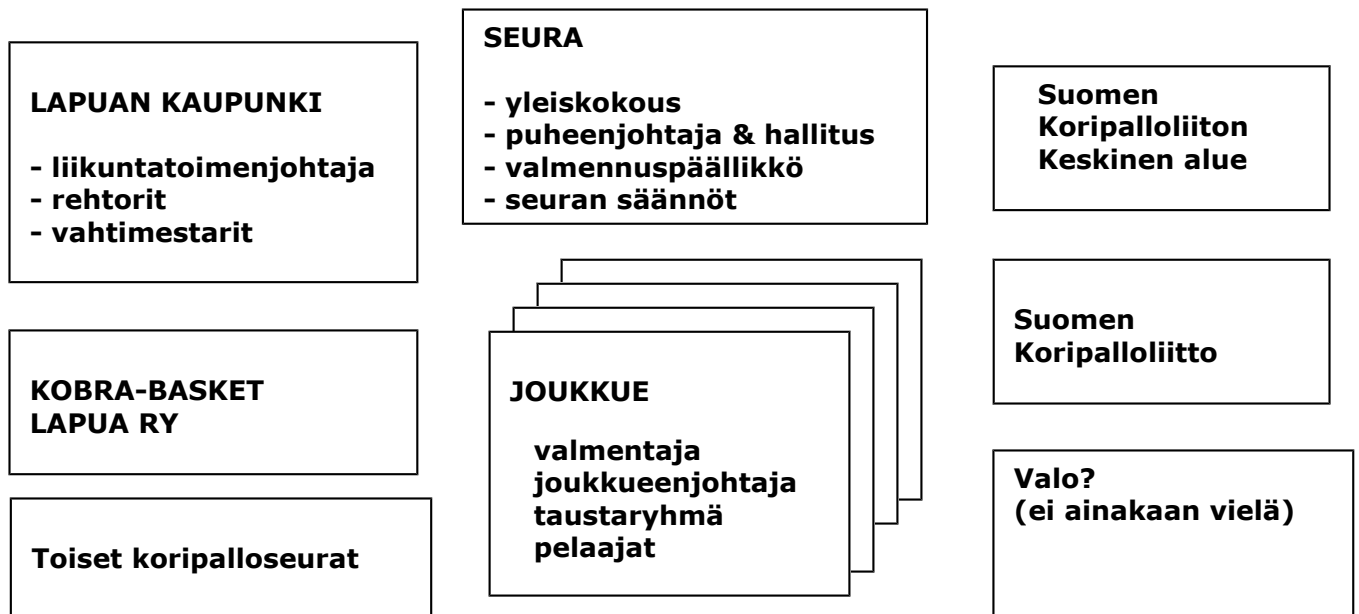 LAPUAN KAUPUNKI
- liikuntatoimenjohtaja
- rehtorit
- vahtimestarit
KOBRA-BASKET
LAPUA RY
Toiset koripalloseurat
SEURA
- yleiskokous
- puheenjohtaja & hallitus
- valmennuspäällikkö
- seuran säännöt
JOUKKUE
valmentaja
joukkueenjohtaja
taustaryhmä
pelaajat
Suomen
Koripalloliiton
Keskinen alue
Suomen
Koripalloliitto
Valo?
(ei ainakaan vielä)